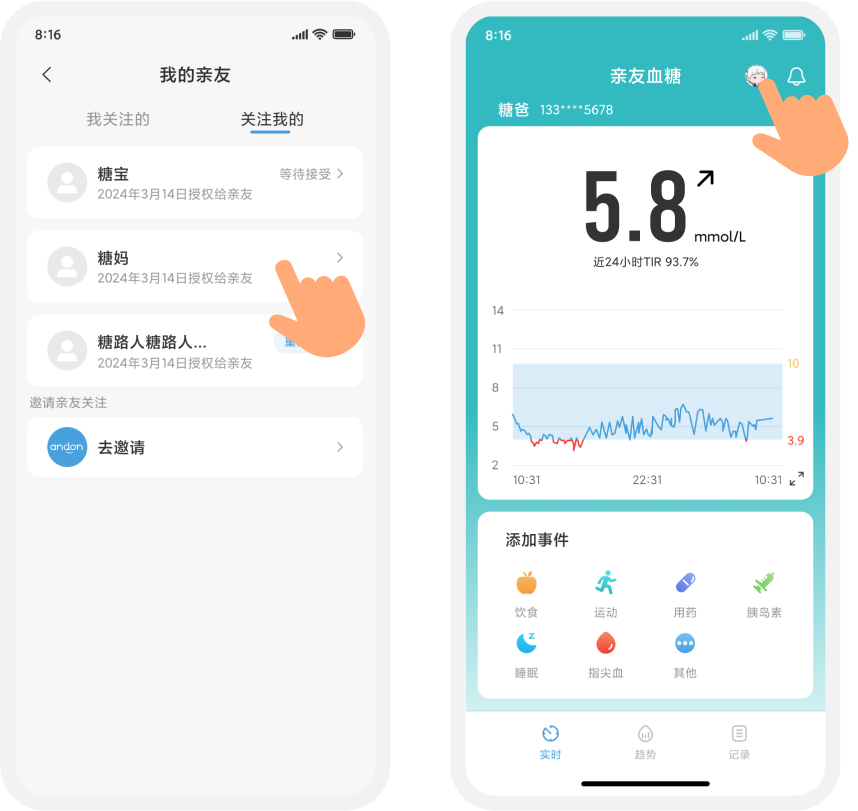 8:16
我的亲友
我关注的
关注我的
糖宝
等待接受
2024年3月14日授权给亲友
糖妈
2024年3月14日授权给亲友
糖路人糖路人...
2024年3月14日授权给亲友
邀请亲友关注
andon
去邀请
8:16
亲友血糖
糖爸 133****5678
5.8
mmol/L
近24小时TIR 93.7%
14
11
10
8
5
3.9
2
10:31 22:31 10:31
添加事件
饮食 运动 用药 胰岛素
睡眠 指尖血 其他
实时 趋势 记录